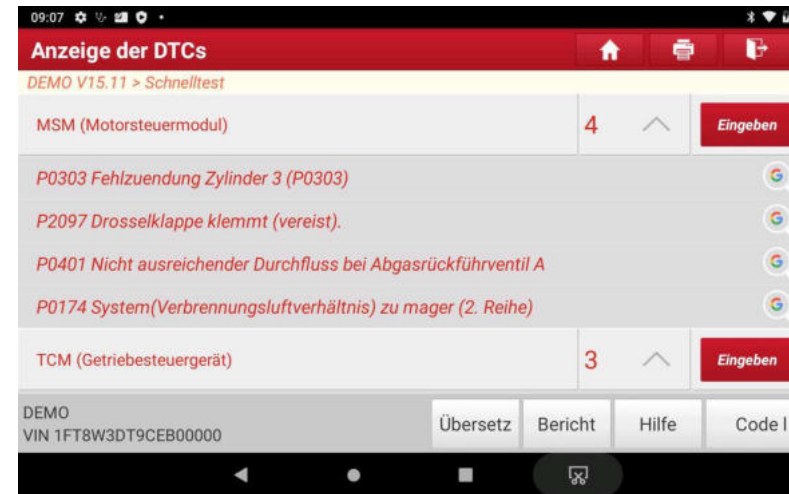 09:07
Anzeige der DTCs
DEMO V15.11 > Schnelltest
MSM (Motorsteuermodul) 4 Eingeben
P0303 Fehlzuendung Zylinder 3 (P0303)
P2097 Drosselklappe klemmt (vereist).
P0401 Nicht ausreichender Durchfluss bei Abgasrückführventil A
P0174 System(Verbrennungsluftverhältnis) zu mager (2. Reihe)
TCM (Getriebesteuergerät) 3 Eingeben
DEMO
VIN 1FT8W3DT9CEB00000
Übersetz Bericht Hilfe Code l